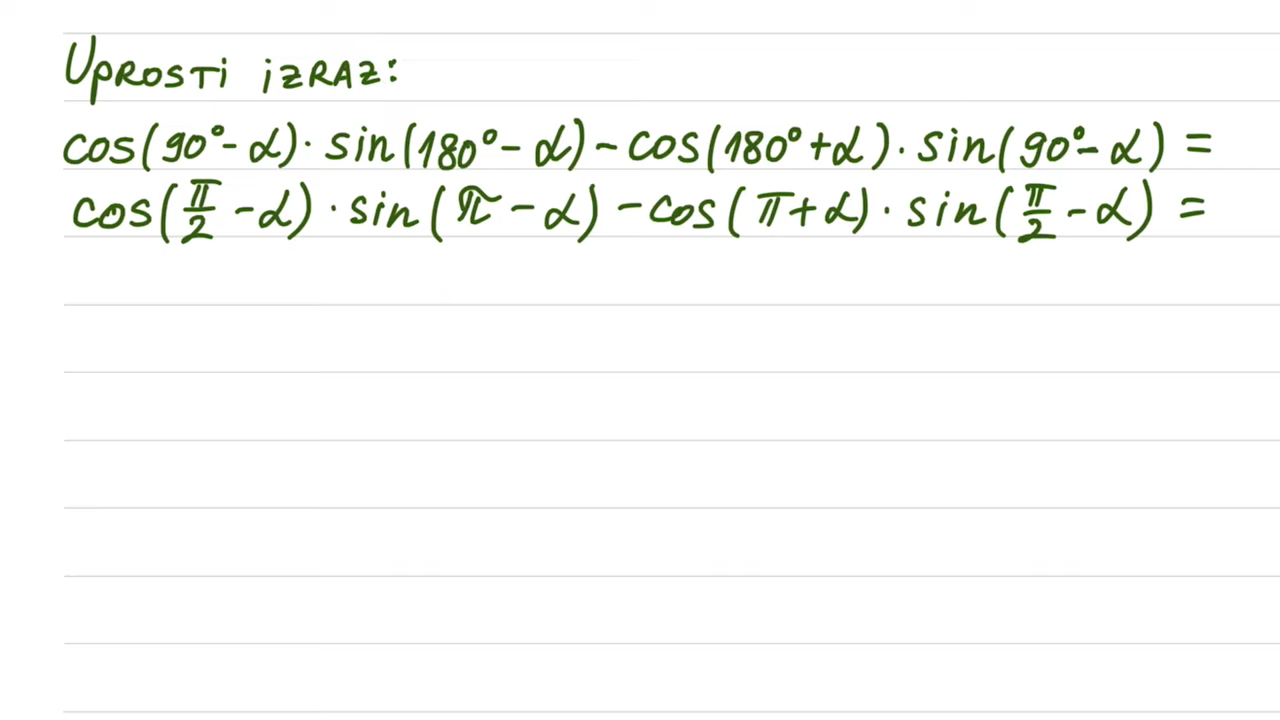 Uprosti izraz:
cos(90°-α)·sin(180°-α)-cos(180°+α)·sin(90°-α)=
cos(π/2-α)·sin(π-α)-cos(π+α)·sin(π/2-α)=